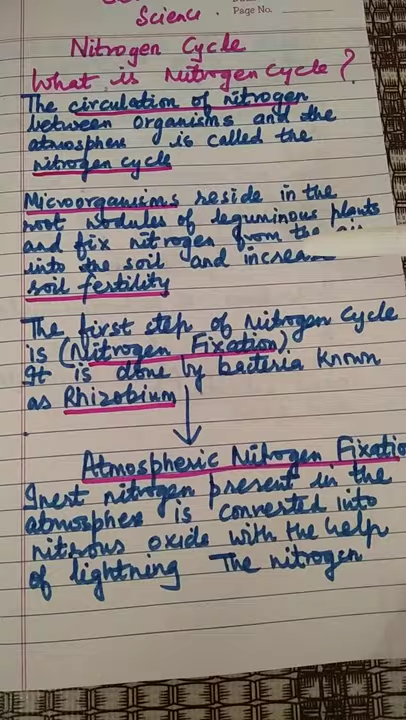 Science.
Page No.
Nitrogen Cycle
What is Nitrogen Cycle?
The circulation of nitrogen
between organisms and the
atmosphere is called the
nitrogen cycle
Microorganisms reside in the
root nodules of leguminous plants
and fix nitrogen from the
into the soil and increa
soil fertility
The first step of Nitrogen Cycle
is (Nitrogen Fixation)
It is done by bacteria known
as Rhizobium
Atmospheric Nitrogen Fixatio
Inert nitrogen present in the
atmosphere is converted into
nitrous oxide with the help
of lightning The nitrogen